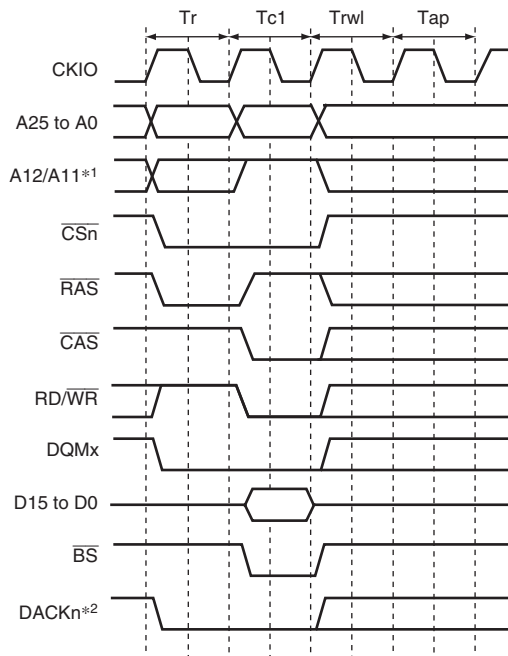 Tr Tc1 Trwl Tap
CKIO
A25 to A0
A12/A11*1
CSn
RAS
CAS
RD/WR
DQMx
D15 to D0
BS
DACKn*2